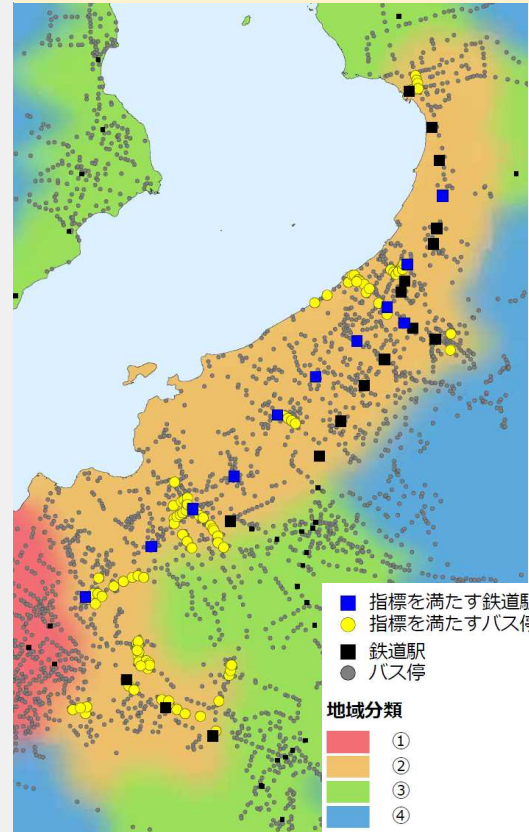 指標を満たす鉄道駅
指標を満たすバス停
鉄道駅
バス停
地域分類
①
②
③
④